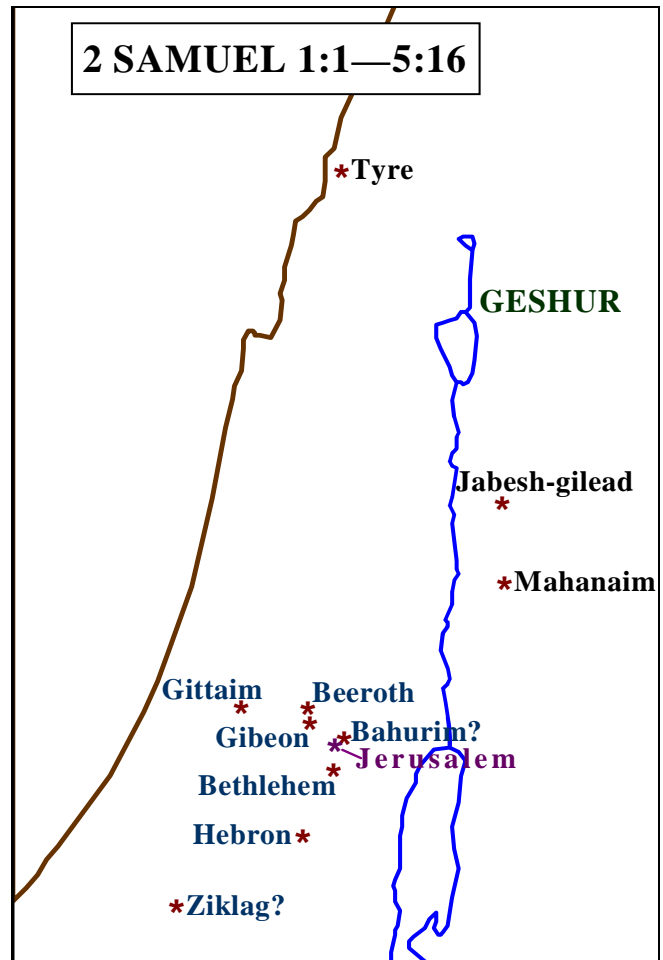 2 SAMUEL 1:1—5:16
*Tyre
GESHUR
Jabesh-gilead
*
*Mahanaim
Gittaim
*
*
Beeroth
Gibeon
*
*
Bahurim?
*
Jerusalem
Bethlehem
*
Hebron*
*Ziklag?